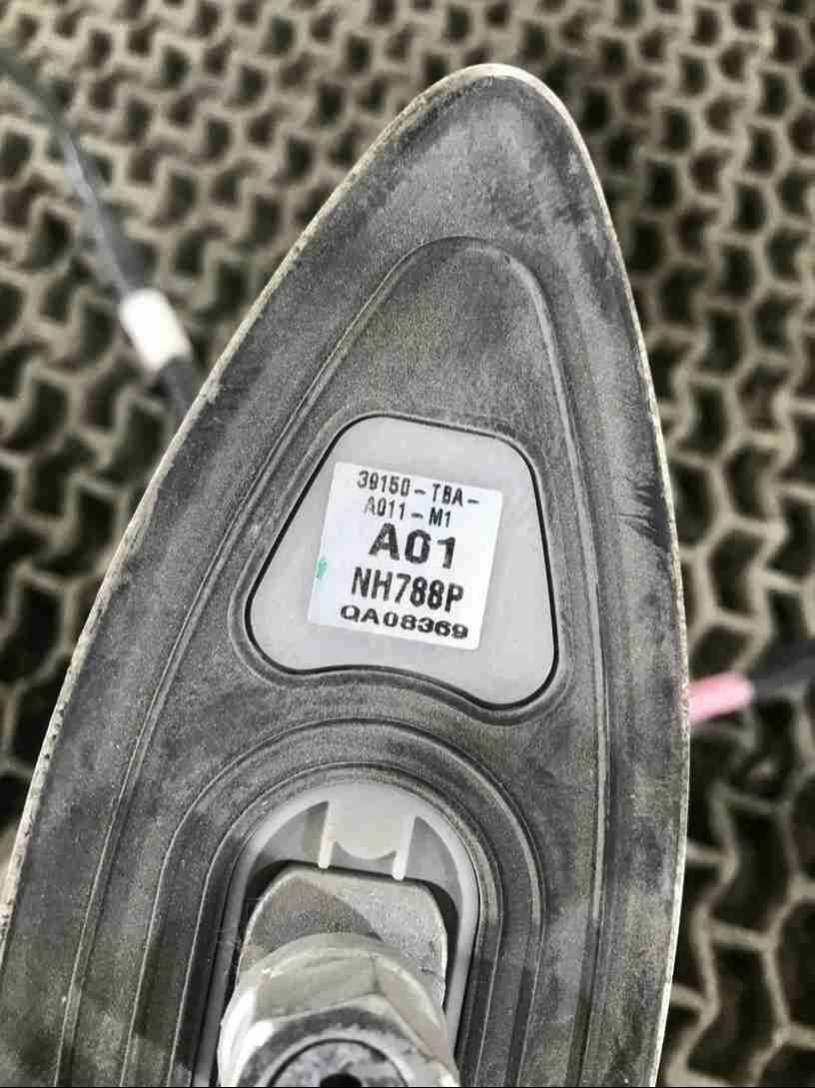 39150-TBA-
A011-M1
A01
NH788P
QA08369